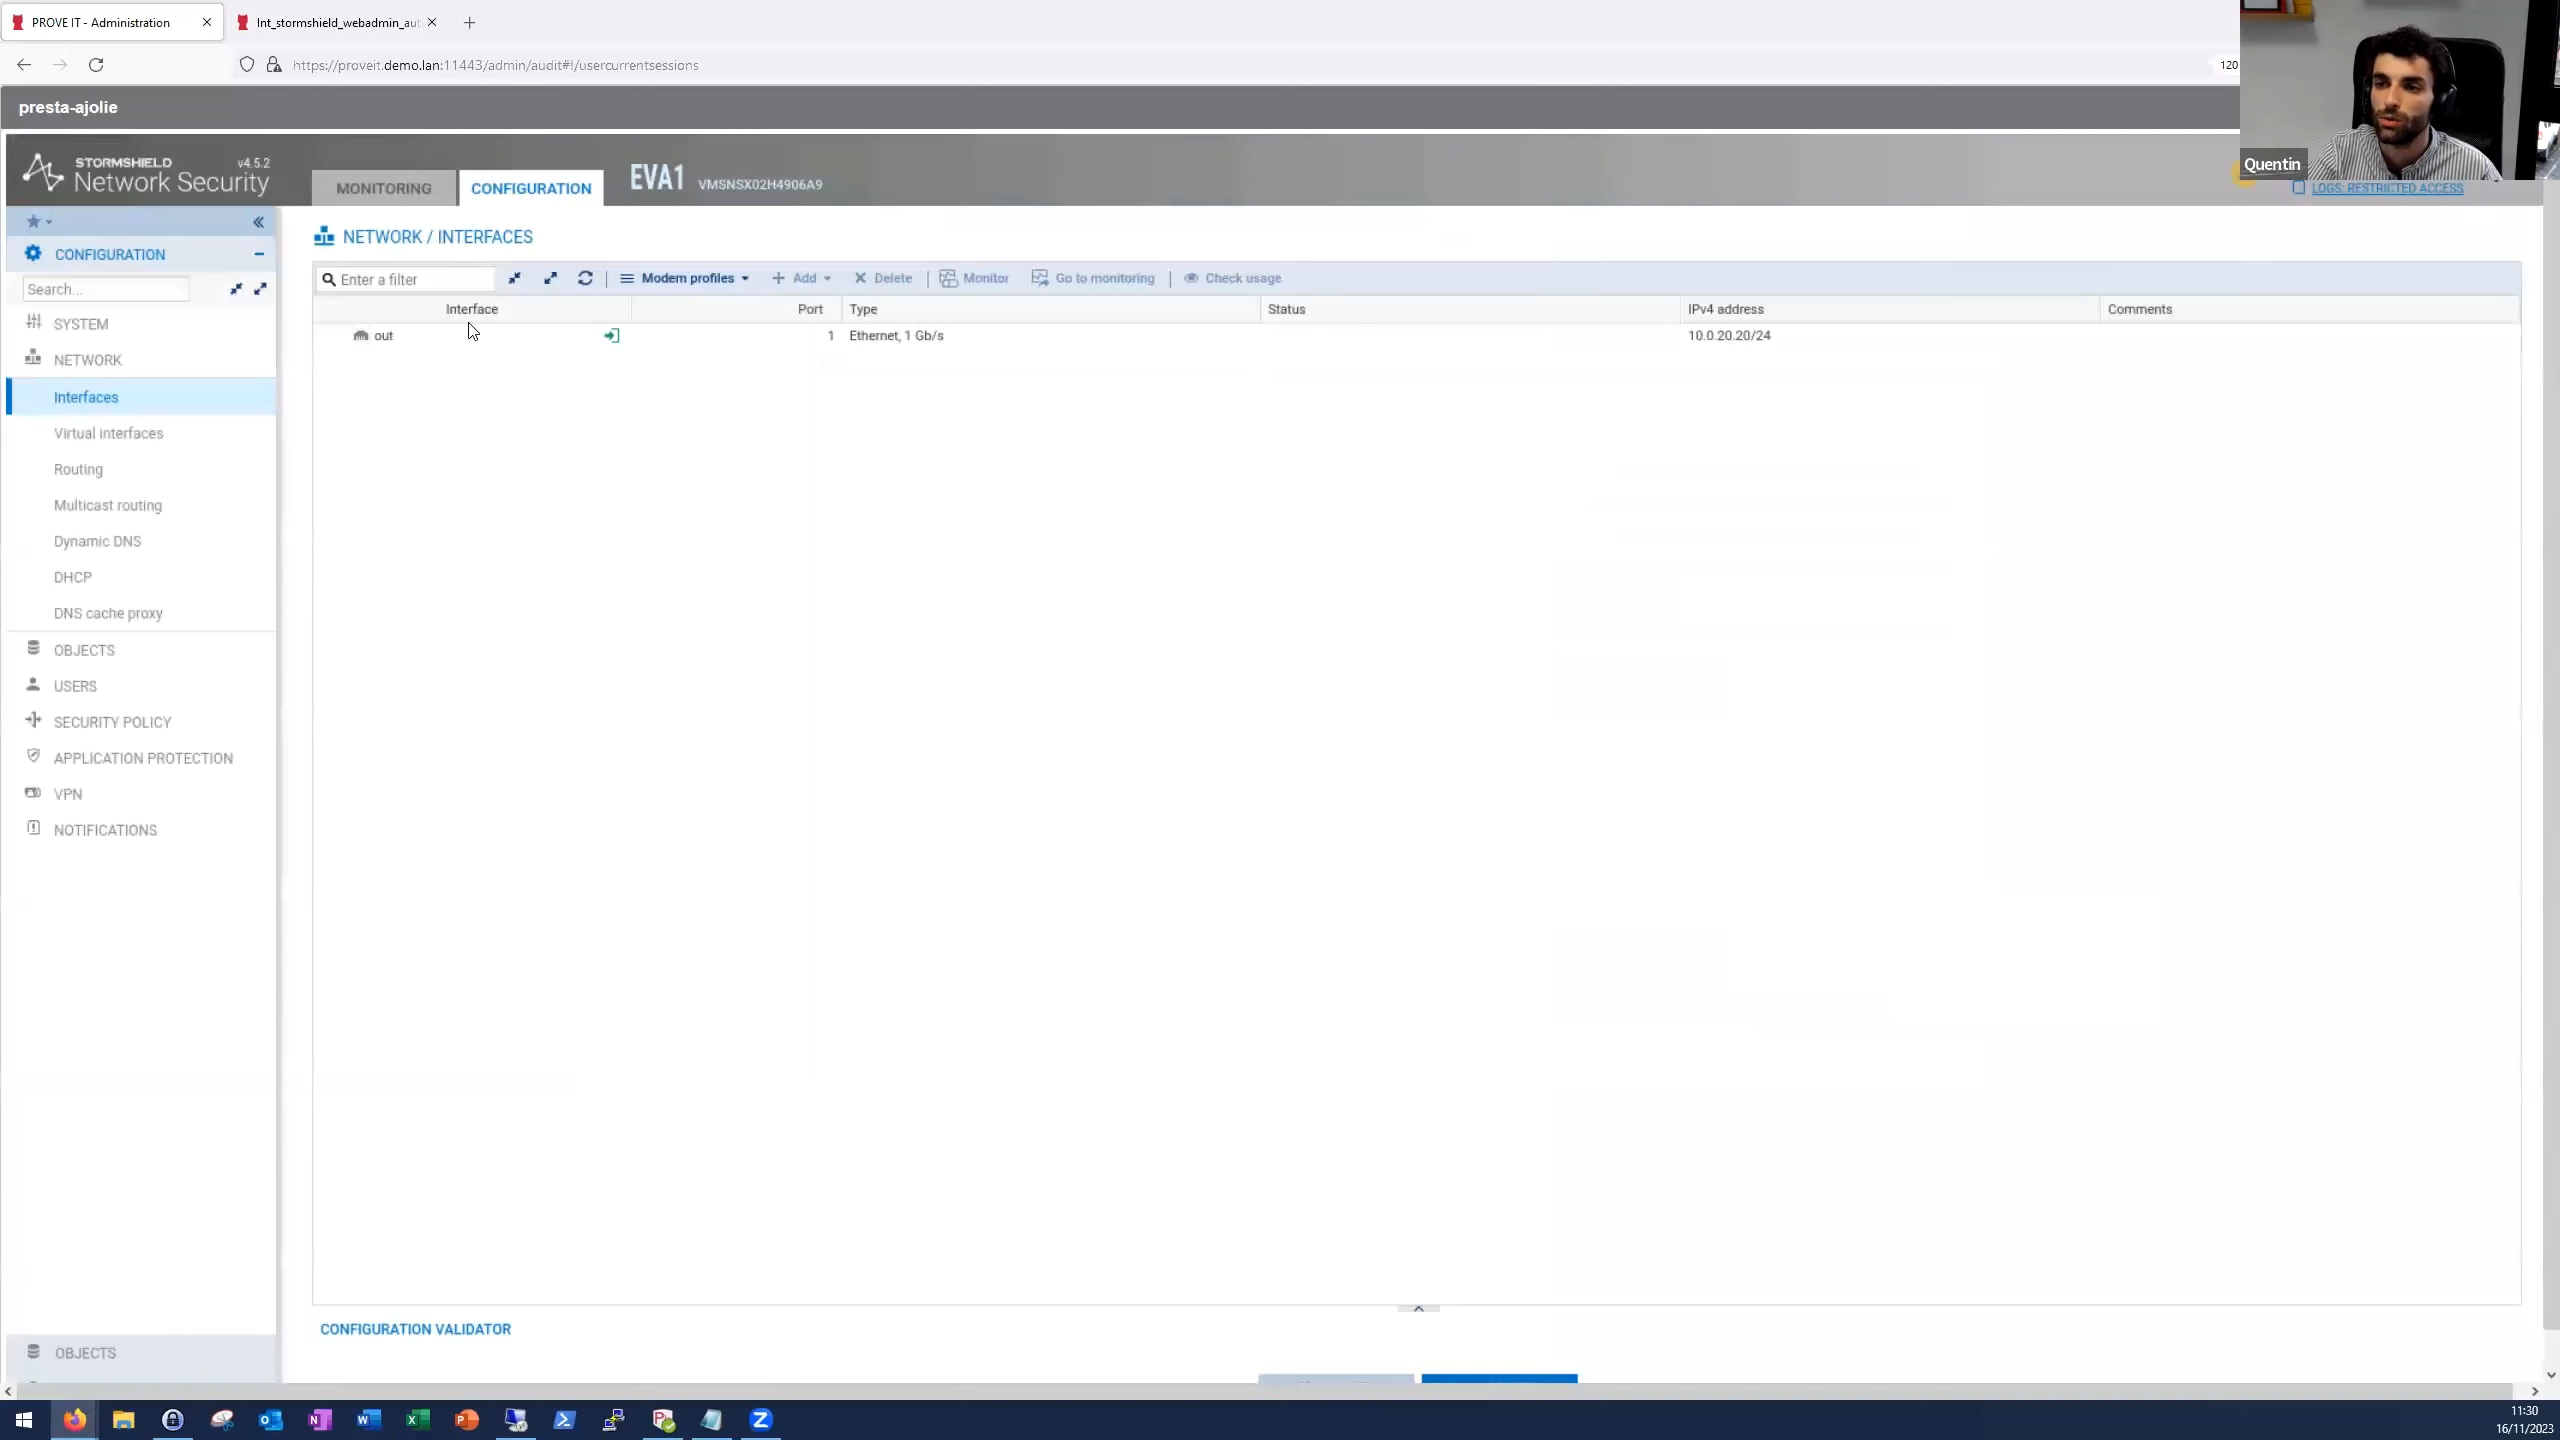 PROVE IT - Administration
Int_stormshield_webadmin_aut
https://proveit.demo.lan:11443/admin/audit#!/usercurrentsessions
120
presta-ajolie
STORMSHIELD
Network Security
v4.5.2
MONITORING
CONFIGURATION
EVA1
VMSNSX02H4906A9
Quentin
LOGS: RESTRICTED ACCESS
CONFIGURATION
Search...
SYSTEM
NETWORK
Interfaces
Virtual interfaces
Routing
Multicast routing
Dynamic DNS
DHCP
DNS cache proxy
OBJECTS
USERS
SECURITY POLICY
APPLICATION PROTECTION
VPN
NOTIFICATIONS
OBJECTS
NETWORK / INTERFACES
Enter a filter
Modem profiles
Add
Delete
Monitor
Go to monitoring
Check usage
Interface Port Type Status IPv4 address Comments
out 1 Ethernet, 1 Gb/s 10.0.20.20/24
CONFIGURATION VALIDATOR
11:30
16/11/2023